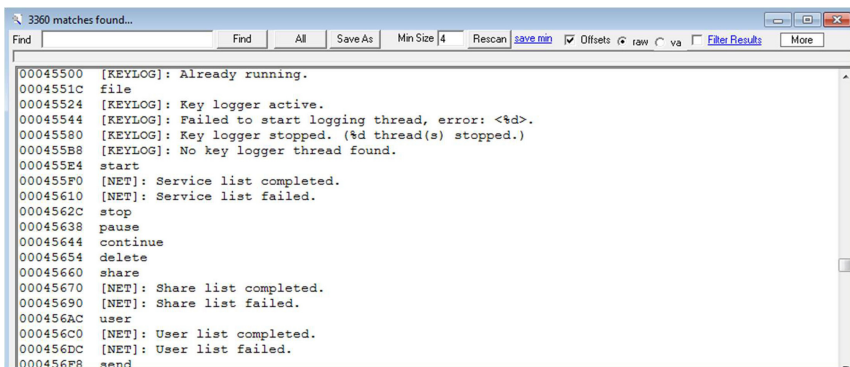 3360 matches found...
Find Find All Save As Min Size 4 Rescan save min Offsets raw va Filter Results More
00045500 [KEYLOG]: Already running.
0004551C file
00045524 [KEYLOG]: Key logger active.
00045544 [KEYLOG]: Failed to start logging thread, error: <%d>.
00045580 [KEYLOG]: Key logger stopped. (%d thread(s) stopped.)
000455B8 [KEYLOG]: No key logger thread found.
000455E4 start
000455F0 [NET]: Service list completed.
00045610 [NET]: Service list failed.
0004562C stop
00045638 pause
00045644 continue
00045654 delete
00045660 share
00045670 [NET]: Share list completed.
00045690 [NET]: Share list failed.
000456AC user
000456C0 [NET]: User list completed.
000456DC [NET]: User list failed.
000456F8 send